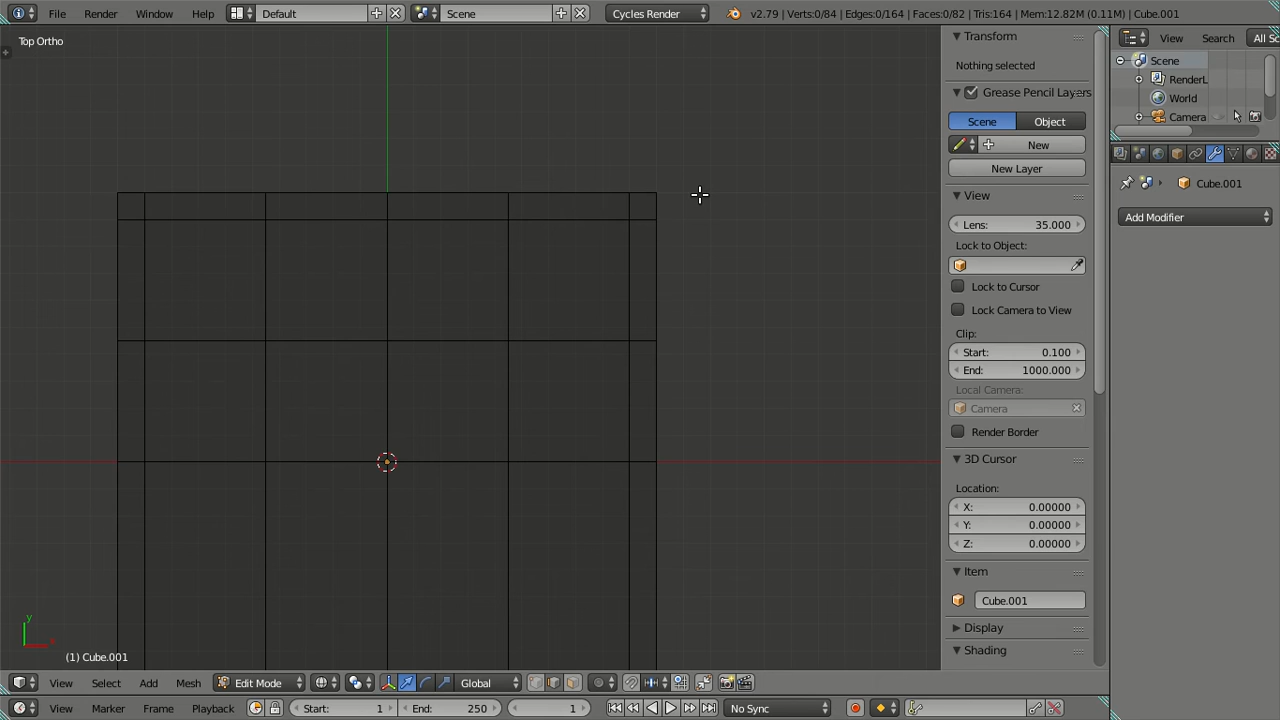 File Render Window Help Default Scene Cycles Render v2.79 | Verts:0/84 | Edges:0/164 | Faces:0/82 | Tris:164 | Mem:12.82M (0.11M) | Cube.001
Top Ortho
Transform
Nothing selected
Grease Pencil Layers
Scene Object
New
New Layer
View
Lens: 35.000
Lock to Object:
Lock to Cursor
Lock Camera to View
Clip:
Start: 0.100
End: 1000.000
Local Camera:
Camera
Render Border
3D Cursor
Location:
X: 0.00000
Y: 0.00000
Z: 0.00000
Item
Cube.001
Display
Shading
View Search All Sc
Scene
RenderL
World
Camera
Cube.001
Add Modifier
y
x
(1) Cube.001
View Select Add Mesh Edit Mode Global
View Marker Frame Playback Start: 1 End: 250 1 No Sync